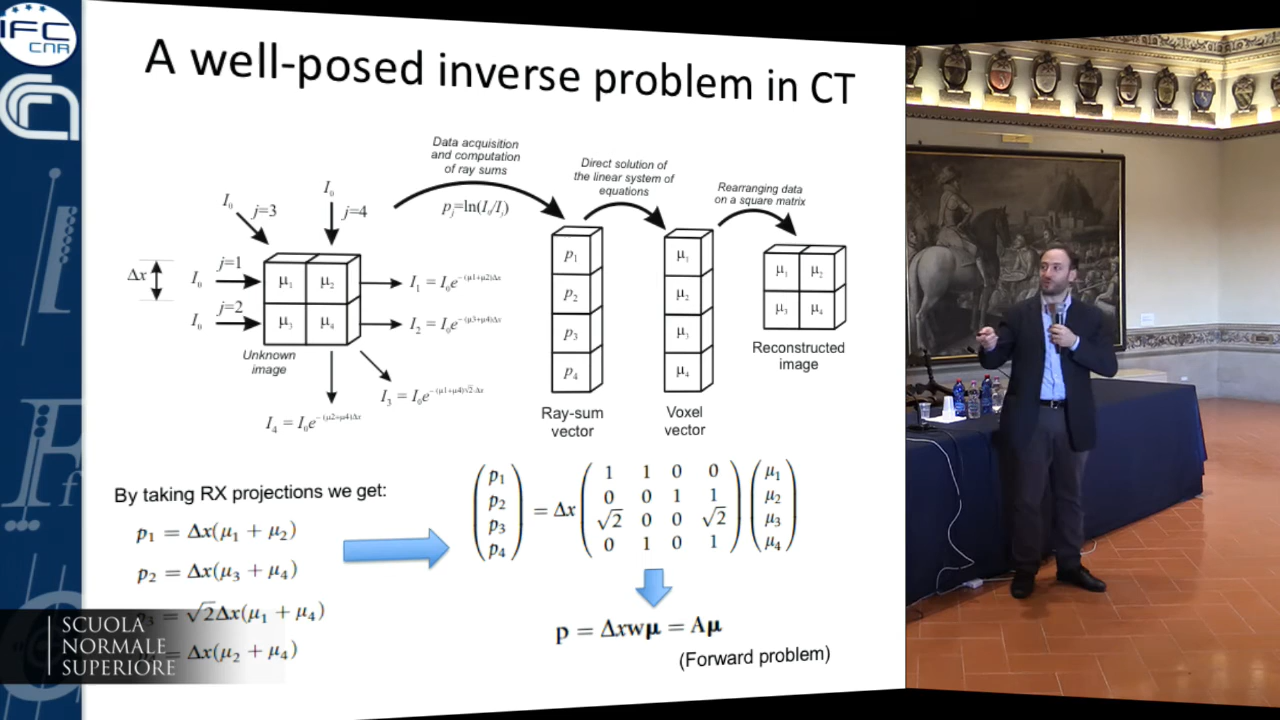 IFC
CNR
A well-posed inverse problem in CT
Data acquisition
and computation
of ray sums
pⱼ=ln(I₀/Iⱼ)
Direct solution of
the linear system of
equations
Rearranging data
on a square matrix
I₀
j=3
I₀
j=4
Δx
I₀
j=1
μ₁ μ₂
I₁ = I₀e^-(μ1+μ2)Δx
I₀
j=2
μ₃ μ₄
I₂ = I₀e^-(μ3+μ4)Δx
Unknown
image
I₃ = I₀e^-(μ1+μ4)√2·Δx
I₄ = I₀e^-(μ2+μ4)Δx
p₁
p₂
p₃
p₄
Ray-sum
vector
μ₁
μ₂
μ₃
μ₄
Voxel
vector
μ₁ μ₂
μ₃ μ₄
Reconstructed
image
By taking RX projections we get:
p₁ = Δx(μ₁ + μ₂)
p₂ = Δx(μ₃ + μ₄)
= √2Δx(μ₁ + μ₄)
= Δx(μ₂ + μ₄)
p₁ 1 1 0 0 μ₁
p₂ 0 0 1 1 μ₂
= Δx
p₃ √2 0 0 √2 μ₃
p₄ 0 1 0 1 μ₄
p = Δxwμ = Aμ
(Forward problem)
SCUOLA
NORMALE
SUPERIORE